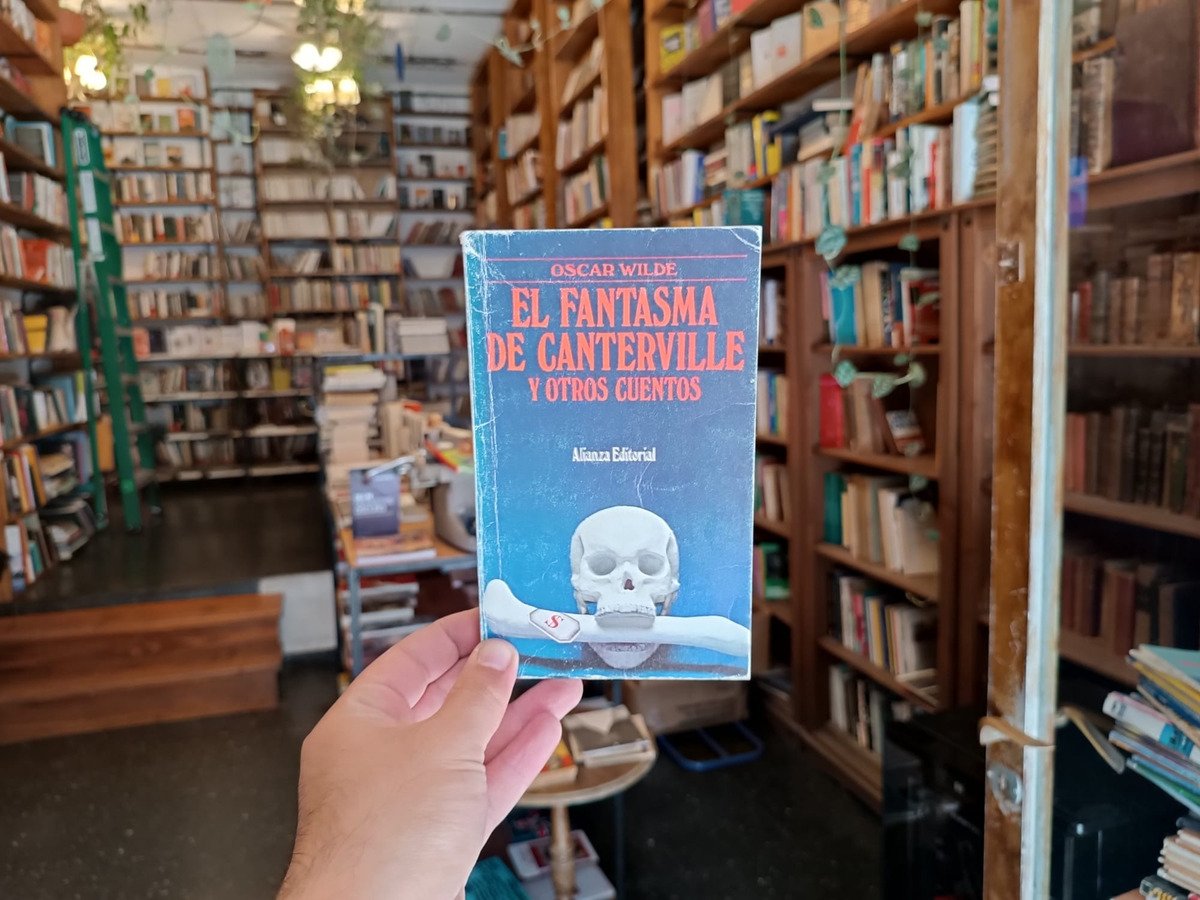 OSCAR WILDE
EL FANTASMA
DE CANTERVILLE
Y OTROS CUENTOS
Alianza Editorial
S